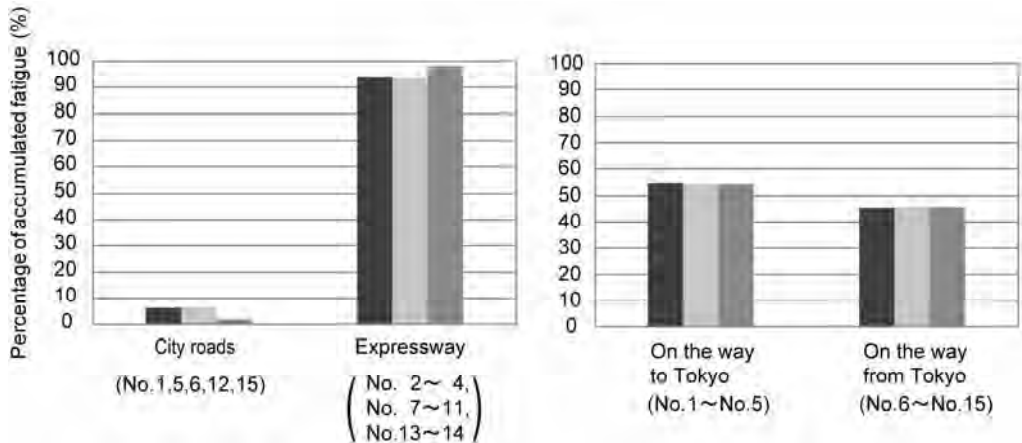 Percentage of accumulated fatigue (%)
100
90
80
70
60
50
40
30
20
10
0
City roads
(No.1,5,6,12,15)
Expressway
(No. 2~ 4,
No. 7~11,
No.13~14)
100
90
80
70
60
50
40
30
20
10
0
On the way
to Tokyo
(No.1~No.5)
On the way
from Tokyo
(No.6~No.15)